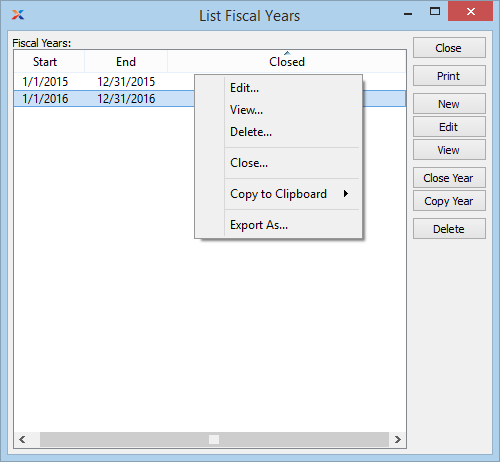 List Fiscal Years
Fiscal Years:
Start End Closed
1/1/2015 12/31/2015
1/1/2016 12/31/2016
Edit...
View...
Delete...
Close...
Copy to Clipboard
Export As...
Close
Print
New
Edit
View
Close Year
Copy Year
Delete